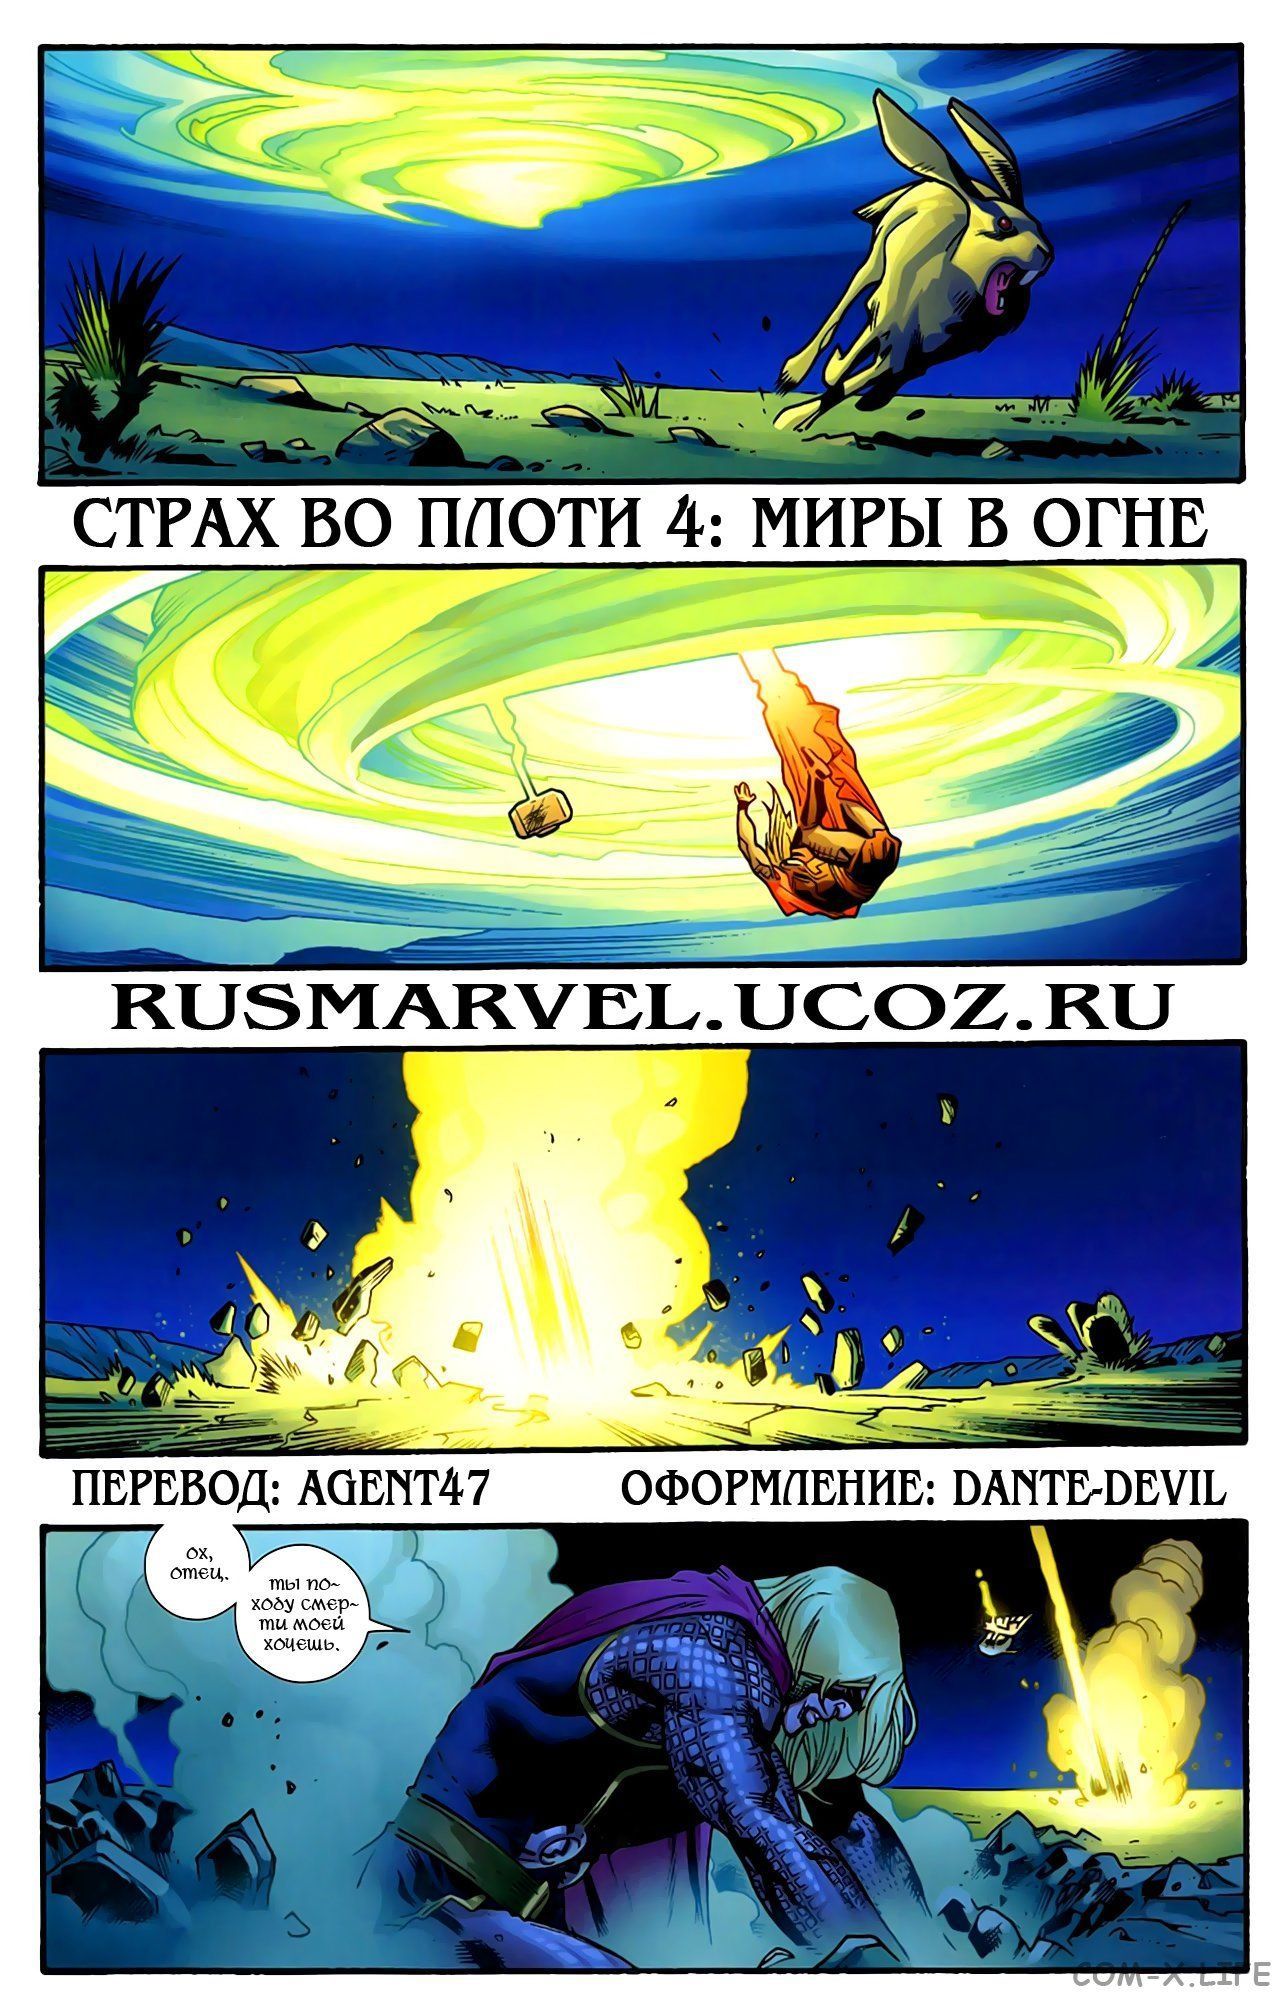 СТРАХ ВО ПЛОТИ 4: МИРЫ В ОГНЕ
RUSMARVEL.UCOZ.RU
ПЕРЕВОД: AGENT47
ОФОРМЛЕНИЕ: DANTE-DEVIL
ОХ,
ОТЕЦ.
ТЫ ПО-
ХОДУ СМЕР-
ТИ МОЕЙ
ХОЧЕШЬ.
COM-X.LIFE